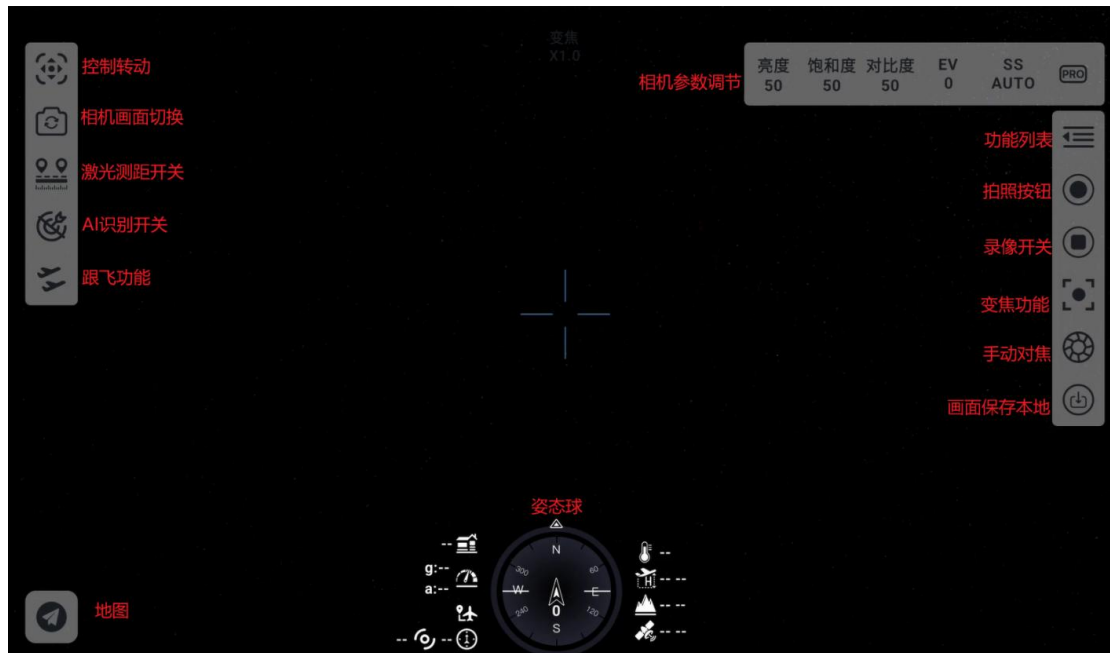 变焦
X1.0
控制转动
相机画面切换
激光测距开关
AI识别开关
跟飞功能
相机参数调节
亮度 饱和度 对比度 EV SS
50 50 50 0 AUTO
PRO
功能列表
拍照按钮
录像开关
变焦功能
手动对焦
画面保存本地
姿态球
--
g:--
a:--
-- --
N
300 60
W E
240 0 120
S
--
H -- --
-- --
-- --
地图